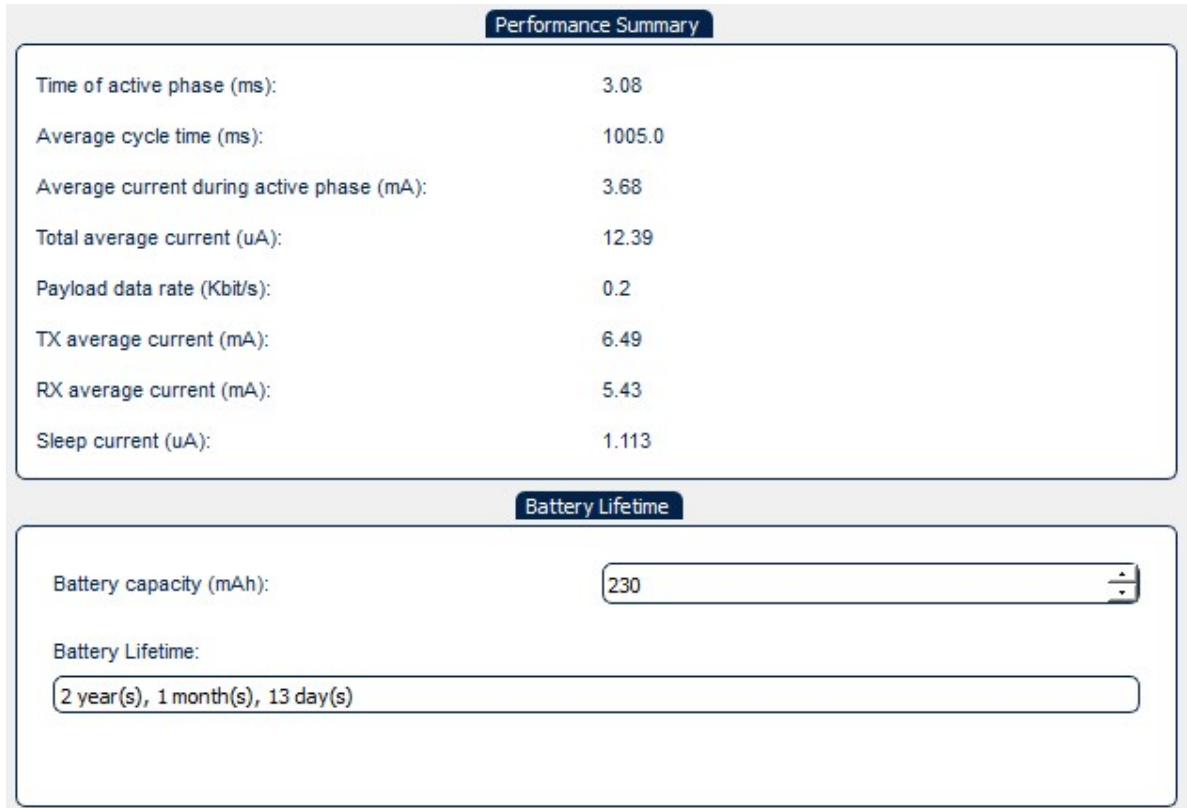 Performance Summary
Time of active phase (ms): 3.08
Average cycle time (ms): 1005.0
Average current during active phase (mA): 3.68
Total average current (uA): 12.39
Payload data rate (Kbit/s): 0.2
TX average current (mA): 6.49
RX average current (mA): 5.43
Sleep current (uA): 1.113
Battery Lifetime
Battery capacity (mAh): 230
Battery Lifetime:
2 year(s), 1 month(s), 13 day(s)